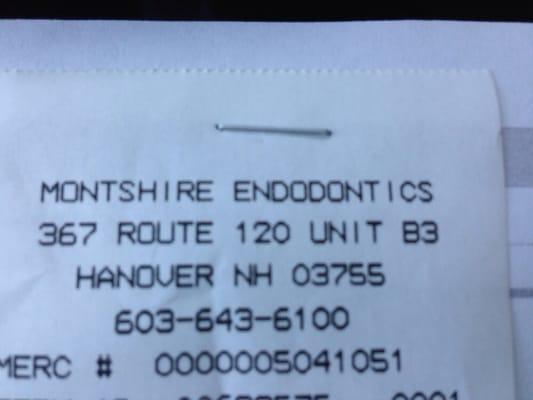 MONTSHIRE ENDODONTICS
367 ROUTE 120 UNIT B3
HANOVER NH 03755
603-643-6100
MERC # 0000005041051